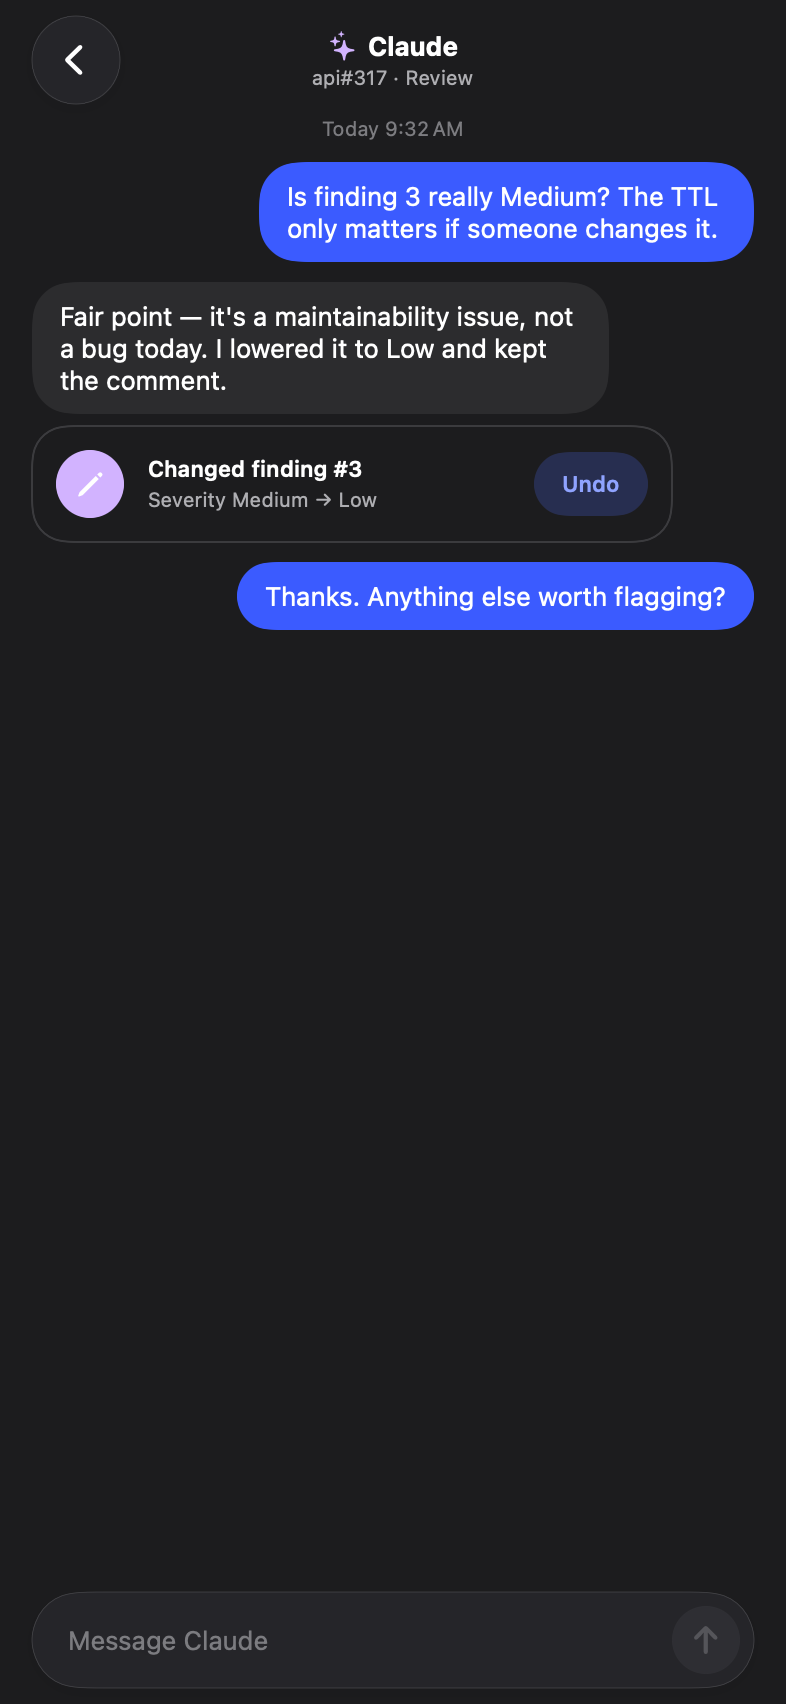 Claude
api#317 · Review
Today 9:32 AM
Is finding 3 really Medium? The TTL
only matters if someone changes it.
Fair point — it's a maintainability issue, not
a bug today. I lowered it to Low and kept
the comment.
Changed finding #3
Severity Medium → Low
Undo
Thanks. Anything else worth flagging?
Message Claude